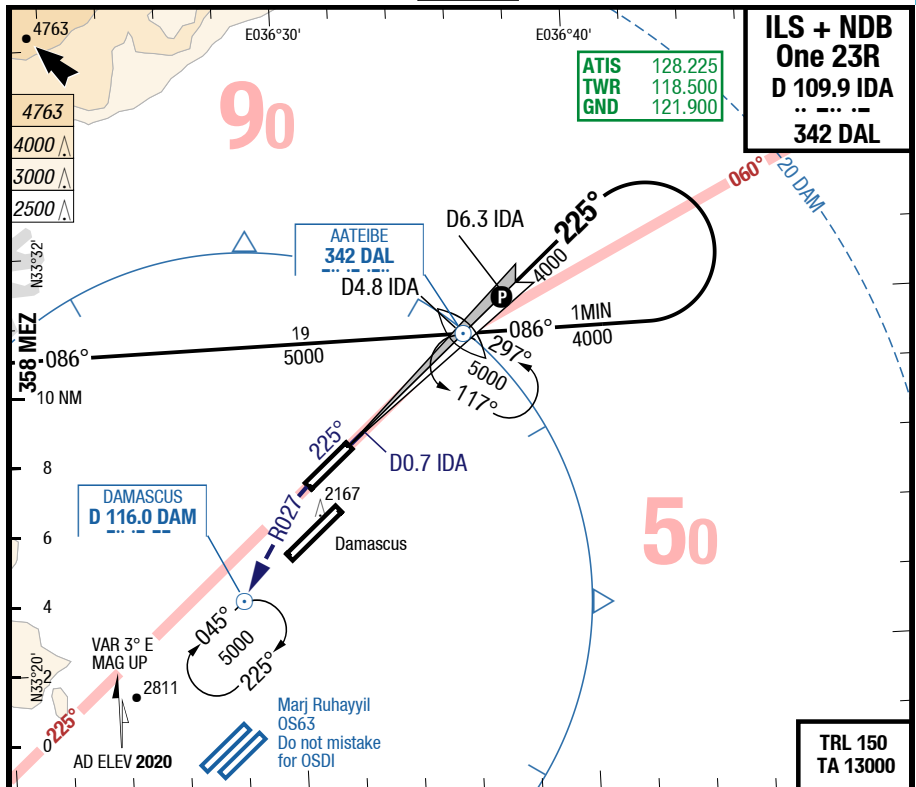 4763
E036°30'
E036°40'
ILS + NDB
One 23R
D 109.9 IDA
342 DAL
ATIS 128.225
TWR 118.500
GND 121.900
90
4763
4000
3000
2500
060°
20 DAM
D6.3 IDA
225°
4000
AATEIBE
342 DAL
D4.8 IDA
P
N33°32'
358 MEZ
086°
19
5000
086°
1MIN
4000
297°
5000
117°
10 NM
8
6
4
2
0
225°
D0.7 IDA
R027
2167
Damascus
DAMASCUS
D 116.0 DAM
50
045°
5000
225°
VAR 3° E
MAG UP
N33°20'
2811
225°
AD ELEV 2020
Marj Ruhayyil
OS63
Do not mistake
for OSDI
TRL 150
TA 13000